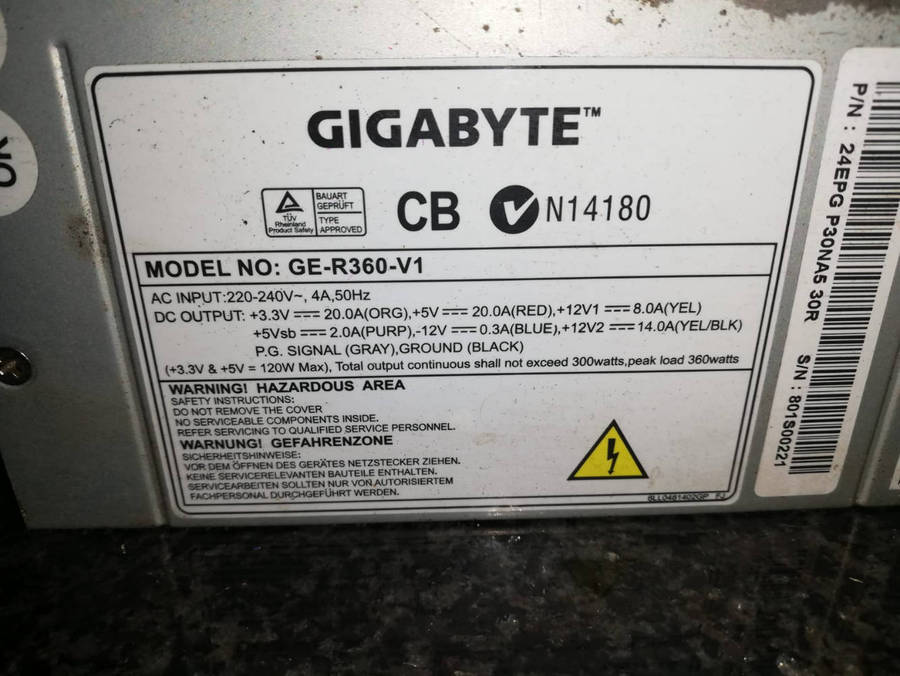 GIGABYTE™
TÜV
Rheinland
Product Safety
BAUART
GEPRÜFT
TYPE
APPROVED
CB
N14180
MODEL NO: GE-R360-V1
AC INPUT:220-240V~, 4A,50Hz
DC OUTPUT: +3.3V ⎓ 20.0A(ORG),+5V ⎓ 20.0A(RED),+12V1 ⎓ 8.0A(YEL)
+5Vsb ⎓ 2.0A(PURP),-12V ⎓ 0.3A(BLUE),+12V2 ⎓ 14.0A(YEL/BLK)
P.G. SIGNAL (GRAY),GROUND (BLACK)
(+3.3V & +5V = 120W Max), Total output continuous shall not exceed 300watts,peak load 360watts
WARNING! HAZARDOUS AREA
SAFETY INSTRUCTIONS:
DO NOT REMOVE THE COVER
NO SERVICEABLE COMPONENTS INSIDE.
REFER SERVICING TO QUALIFIED SERVICE PERSONNEL.
WARNUNG! GEFAHRENZONE
SICHERHEITSHINWEISE:
VOR DEM ÖFFNEN DES GERÄTES NETZSTECKER ZIEHEN.
KEINE SERVICERELEVANTEN BAUTEILE ENTHALTEN.
SERVICEARBEITEN SOLLTEN NUR VON AUTORISIERTEM
FACHPERSONAL DURCHGEFÜHRT WERDEN.
P/N : 24EPG P30NA5 30R
S/N : 801S00221